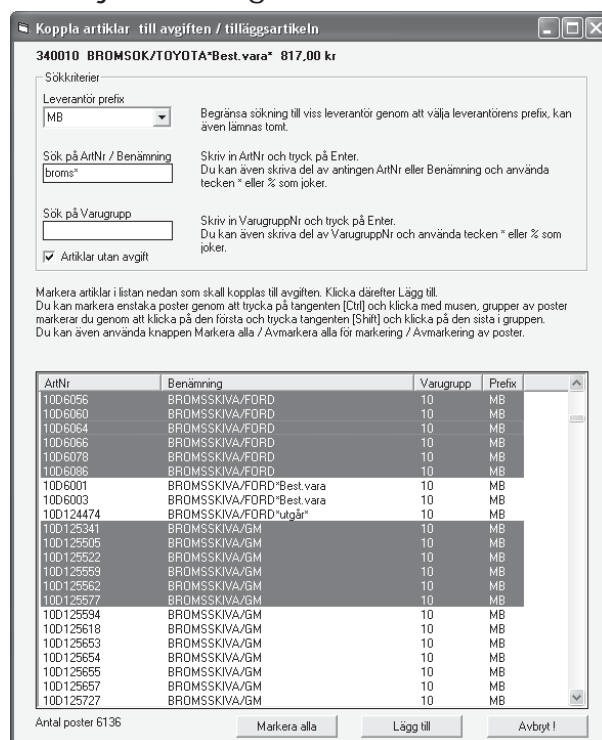 Koppla artiklar till avgiften / tilläggsartikeln
340010 BROMSOK/TOYOTA*Best.vara* 817,00 kr
Sökkriterier
Leverantör prefix
MB
Begränsa sökning till viss leverantör genom att välja leverantörens prefix, kan
även lämnas tomt.
Sök på ArtNr / Benämning
broms*
Skriv in ArtNr och tryck på Enter.
Du kan även skriva del av antingen ArtNr eller Benämning och använda
tecken * eller % som joker.
Sök på Varugrupp
Skriv in VarugruppNr och tryck på Enter.
Du kan även skriva del av VarugruppNr och använda tecken * eller % som
joker.
Artiklar utan avgift
Markera artiklar i listan nedan som skall kopplas till avgiften. Klicka därefter Lägg till.
Du kan markera enstaka poster genom att trycka på tangenten [Ctrl] och klicka med musen, grupper av poster
markerar du genom att klicka på den första och trycka tangenten [Shift] och klicka på den sista i gruppen.
Du kan även använda knappen Markera alla / Avmarkera alla för markering / Avmarkering av poster.
ArtNr Benämning Varugrupp Prefix
10D6056 BROMSSKIVA/FORD 10 MB
10D6060 BROMSSKIVA/FORD 10 MB
10D6064 BROMSSKIVA/FORD 10 MB
10D6066 BROMSSKIVA/FORD 10 MB
10D6078 BROMSSKIVA/FORD 10 MB
10D6086 BROMSSKIVA/FORD 10 MB
10D6001 BROMSSKIVA/FORD*Best.vara 10 MB
10D6003 BROMSSKIVA/FORD*Best.vara 10 MB
10D124474 BROMSSKIVA/FORD*utgår* 10 MB
10D125341 BROMSSKIVA/GM 10 MB
10D125505 BROMSSKIVA/GM 10 MB
10D125522 BROMSSKIVA/GM 10 MB
10D125559 BROMSSKIVA/GM 10 MB
10D125562 BROMSSKIVA/GM 10 MB
10D125577 BROMSSKIVA/GM 10 MB
10D125594 BROMSSKIVA/GM 10 MB
10D125618 BROMSSKIVA/GM 10 MB
10D125653 BROMSSKIVA/GM 10 MB
10D125654 BROMSSKIVA/GM 10 MB
10D125655 BROMSSKIVA/GM 10 MB
10D125657 BROMSSKIVA/GM 10 MB
10D125727 BROMSSKIVA/GM 10 MB
Antal poster 6136 Markera alla Lägg till Avbryt !